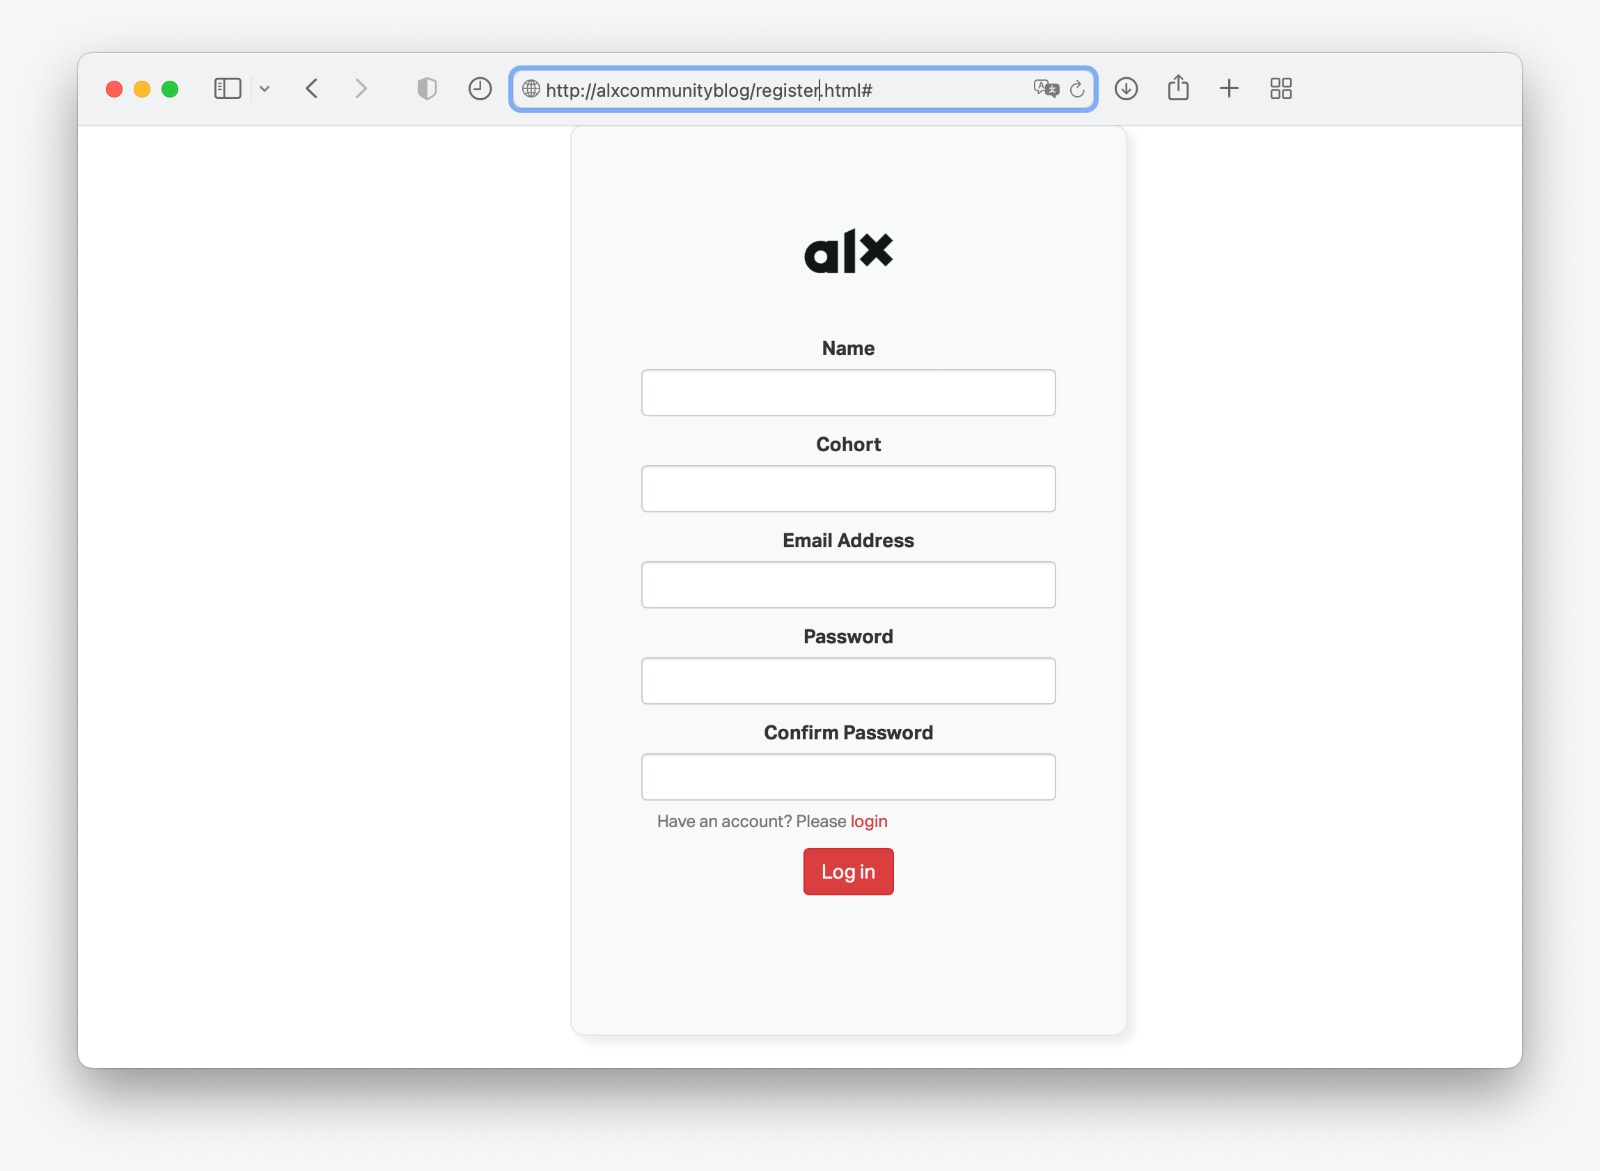 http://alxcommunityblog/register.html#
alx
Name
Cohort
Email Address
Password
Confirm Password
Have an account? Please login
Log in